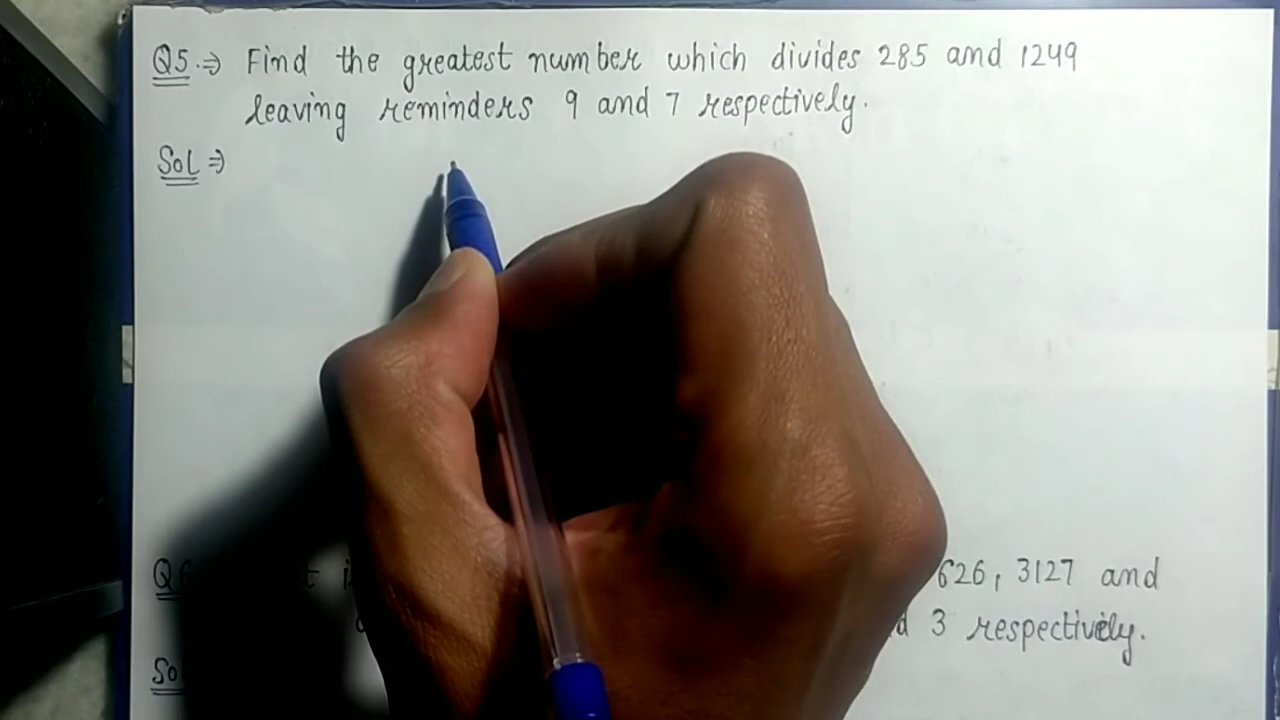 Q5.⇒ Find the greatest number which divides 285 and 1249
leaving reminders 9 and 7 respectively.
SoL ⇒
626, 3127 and
3 respectively.
So